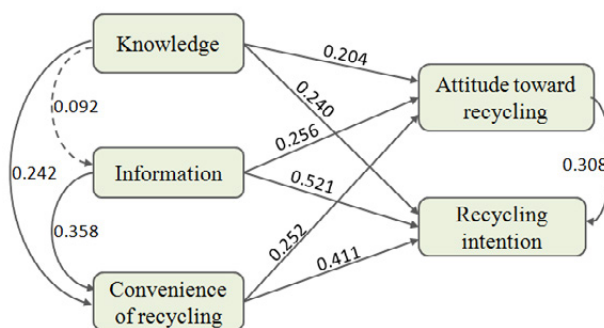 Knowledge
0.204
Attitude toward
recycling
0.092
0.240
0.256
0.242
Information
0.308
0.521
0.358
Recycling
intention
0.252
0.411
Convenience
of recycling